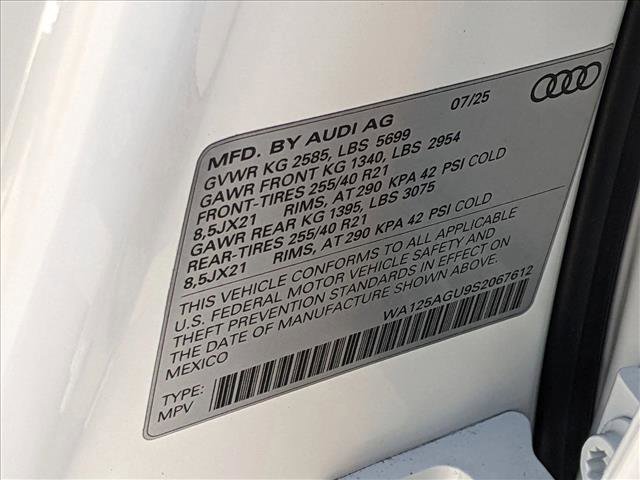 MFD. BY AUDI AG 07/25
GVWR KG 2585, LBS 5699
GAWR FRONT KG 1340, LBS 2954
FRONT-TIRES 255/40 R21
8,5JX21 RIMS, AT 290 KPA 42 PSI COLD
GAWR REAR KG 1395, LBS 3075
REAR-TIRES 255/40 R21
8,5JX21 RIMS, AT 290 KPA 42 PSI COLD
THIS VEHICLE CONFORMS TO ALL APPLICABLE
U.S. FEDERAL MOTOR VEHICLE SAFETY AND
THEFT PREVENTION STANDARDS IN EFFECT ON
THE DATE OF MANUFACTURE SHOWN ABOVE.
MEXICO WA125AGU9S2067612
TYPE:
MPV